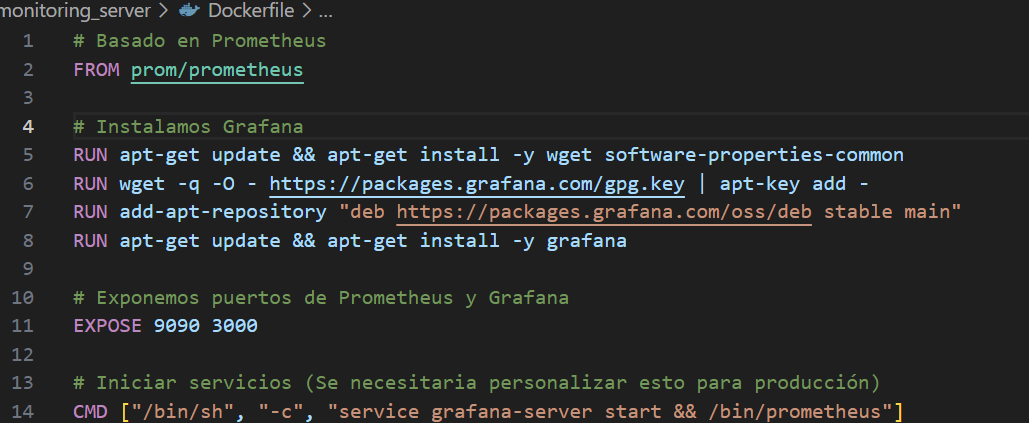 monitoring_server > Dockerfile > ...
1 # Basado en Prometheus
2 FROM prom/prometheus
3
4 # Instalamos Grafana
5 RUN apt-get update && apt-get install -y wget software-properties-common
6 RUN wget -q -O - https://packages.grafana.com/gpg.key | apt-key add -
7 RUN add-apt-repository "deb https://packages.grafana.com/oss/deb stable main"
8 RUN apt-get update && apt-get install -y grafana
9
10 # Exponemos puertos de Prometheus y Grafana
11 EXPOSE 9090 3000
12
13 # Iniciar servicios (Se necesitaria personalizar esto para producción)
14 CMD ["/bin/sh", "-c", "service grafana-server start && /bin/prometheus"]